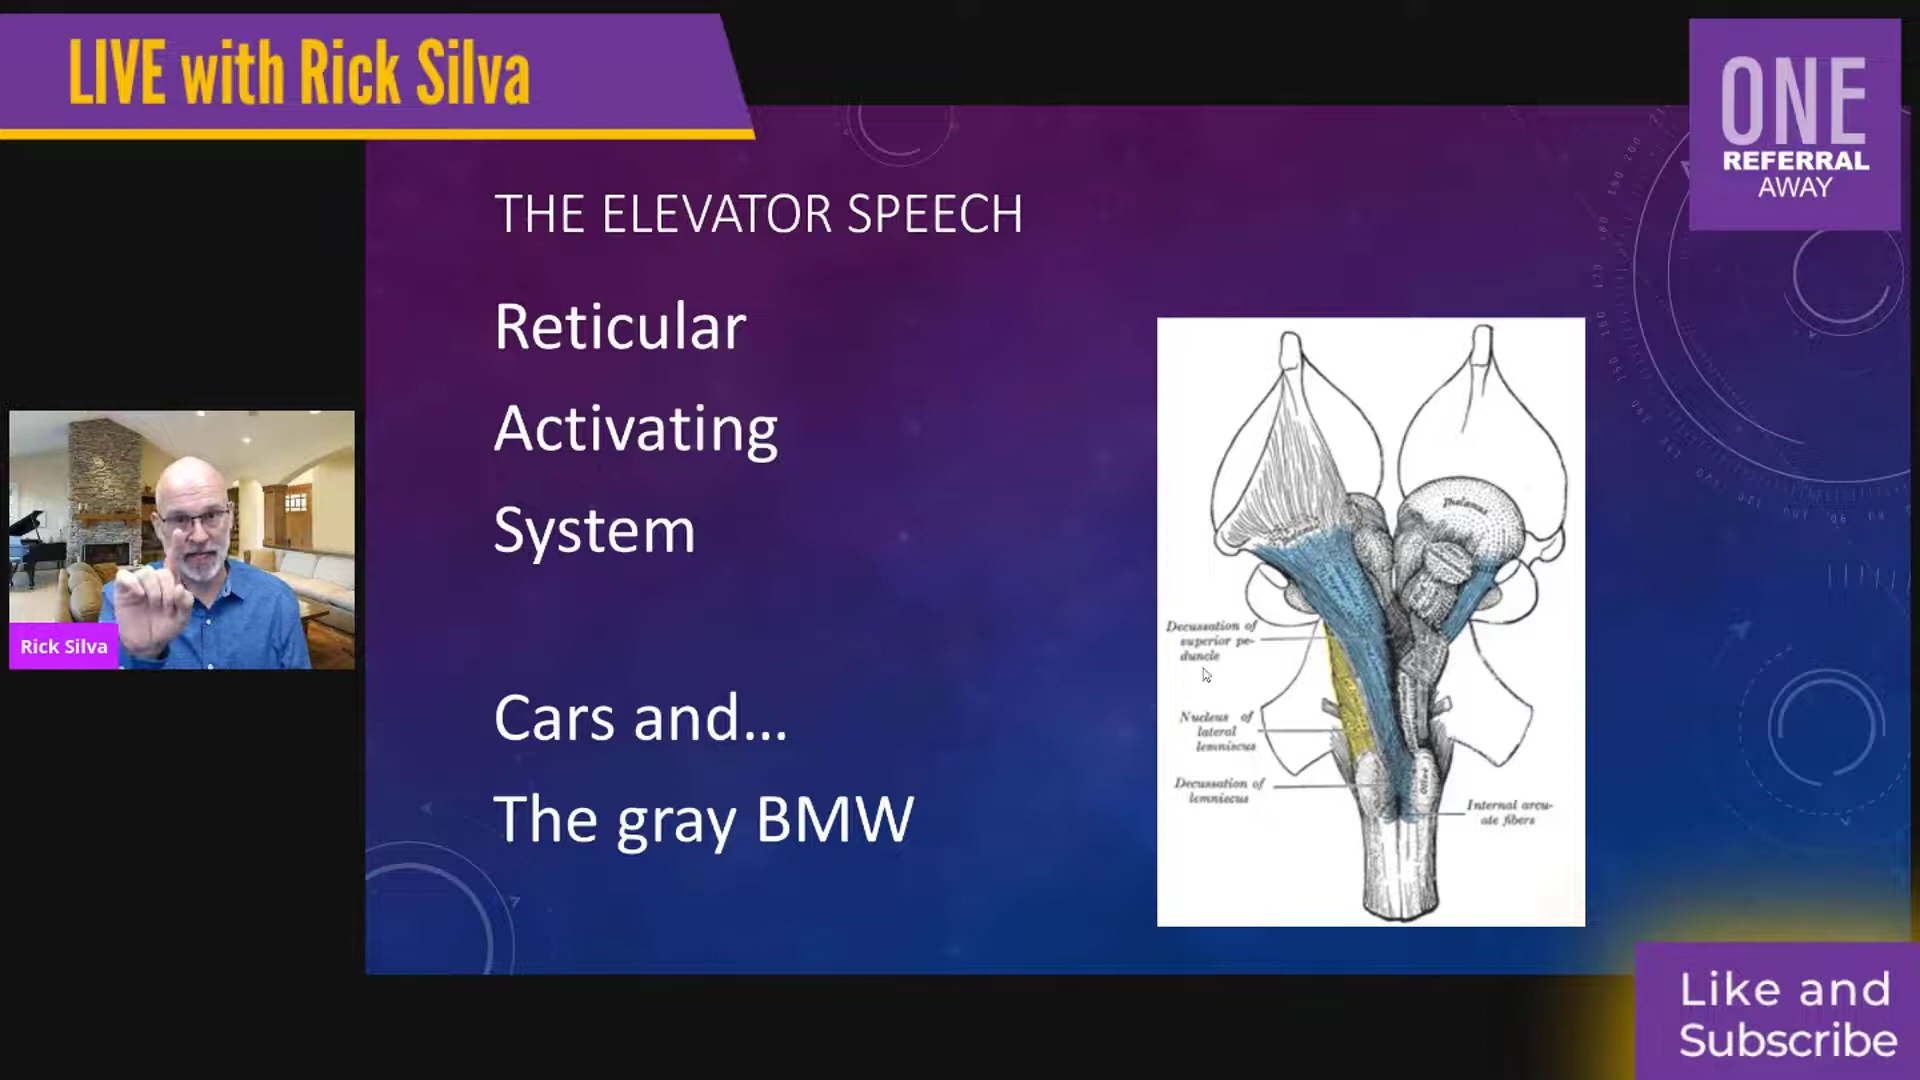 LIVE with Rick Silva
ONE
REFERRAL
AWAY
THE ELEVATOR SPEECH
Reticular
Activating
System
Cars and...
The gray BMW
Thalamus
Decussation of
superior pe-
duncle
Nucleus of
lateral
lemniscus
Decussation of
lemniscus
Olive
Internal arcu-
ate fibers
Rick Silva
Like and
Subscribe